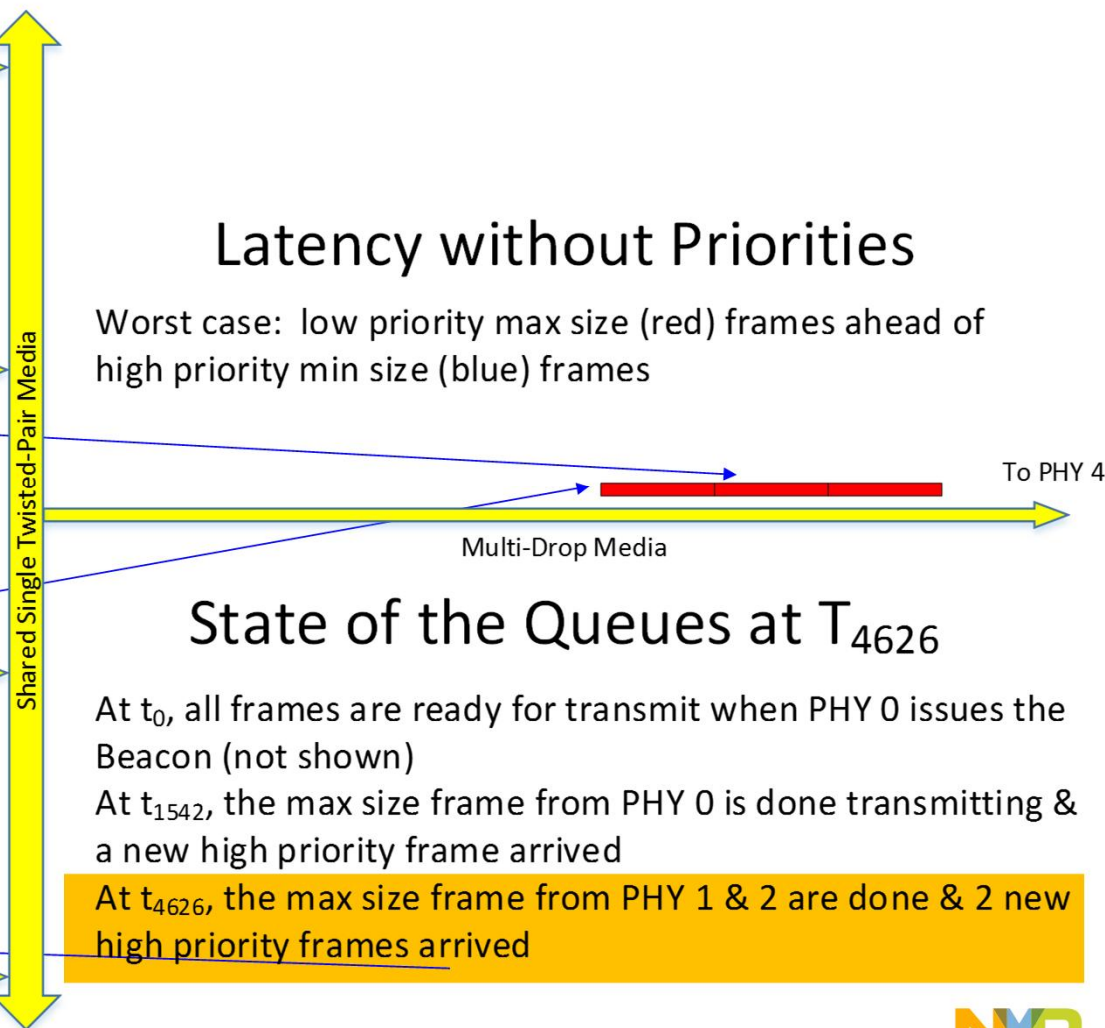 Latency without Priorities
Worst case: low priority max size (red) frames ahead of
high priority min size (blue) frames
Shared Single Twisted-Pair Media
To PHY 4
Multi-Drop Media
State of the Queues at T₄₆₂₆
At t₀, all frames are ready for transmit when PHY 0 issues the
Beacon (not shown)
At t₁₅₄₂, the max size frame from PHY 0 is done transmitting &
a new high priority frame arrived
At t₄₆₂₆, the max size frame from PHY 1 & 2 are done & 2 new
high priority frames arrived